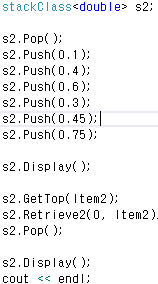 stackClass<double> s2;
s2.Pop();
s2.Push(0.1);
s2.Push(0.4);
s2.Push(0.6);
s2.Push(0.3);
s2.Push(0.45);
s2.Push(0.75);
s2.Display();
s2.GetTop(Item2);
s2.Retrieve2(0, Item2)
s2.Pop();
s2.Display();
cout << endl;